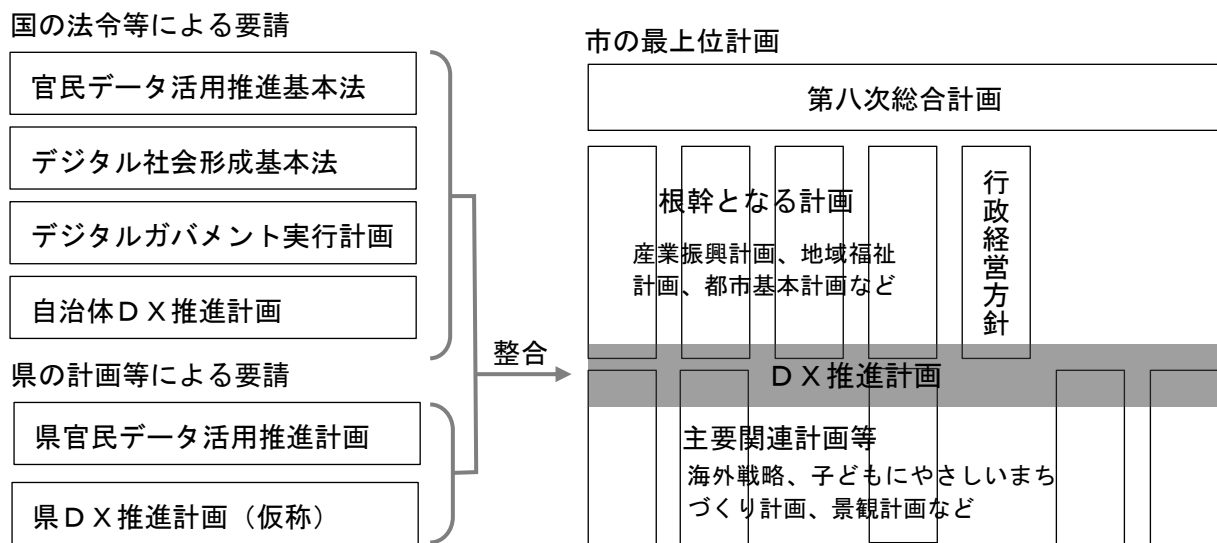 国の法令等による要請
官民データ活用推進基本法
デジタル社会形成基本法
デジタルガバメント実行計画
自治体ＤＸ推進計画
県の計画等による要請
県官民データ活用推進計画
県ＤＸ推進計画（仮称）
整合
市の最上位計画
第八次総合計画
根幹となる計画
産業振興計画、地域福祉
計画、都市基本計画など
行政経営方針
ＤＸ推進計画
主要関連計画等
海外戦略、子どもにやさしいまち
づくり計画、景観計画など